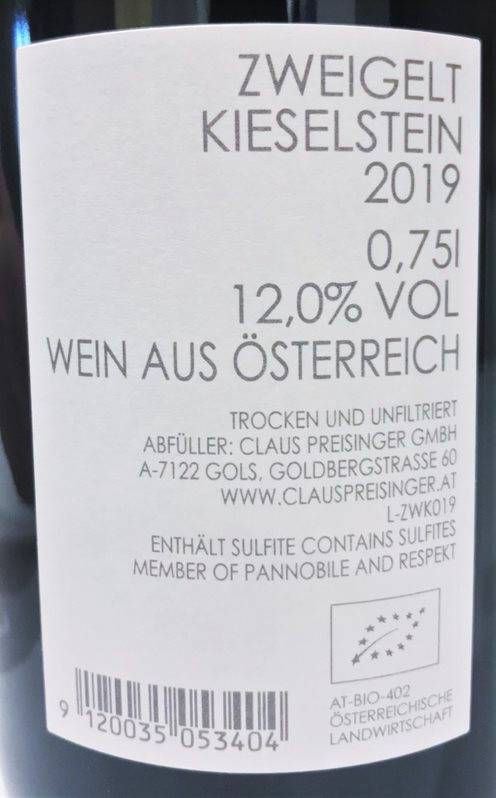 ZWEIGELT
KIESELSTEIN
2019
0,75l
12,0% VOL
WEIN AUS ÖSTERREICH
TROCKEN UND UNFILTRIERT
ABFÜLLER: CLAUS PREISINGER GMBH
A-7122 GOLS, GOLDBERGSTRASSE 60
WWW.CLAUSPREISINGER.AT
L-ZWK019
ENTHÄLT SULFITE CONTAINS SULFITES
MEMBER OF PANNOBILE AND RESPEKT
AT-BIO-402
ÖSTERREICHISCHE
LANDWIRTSCHAFT
9 120035 053404